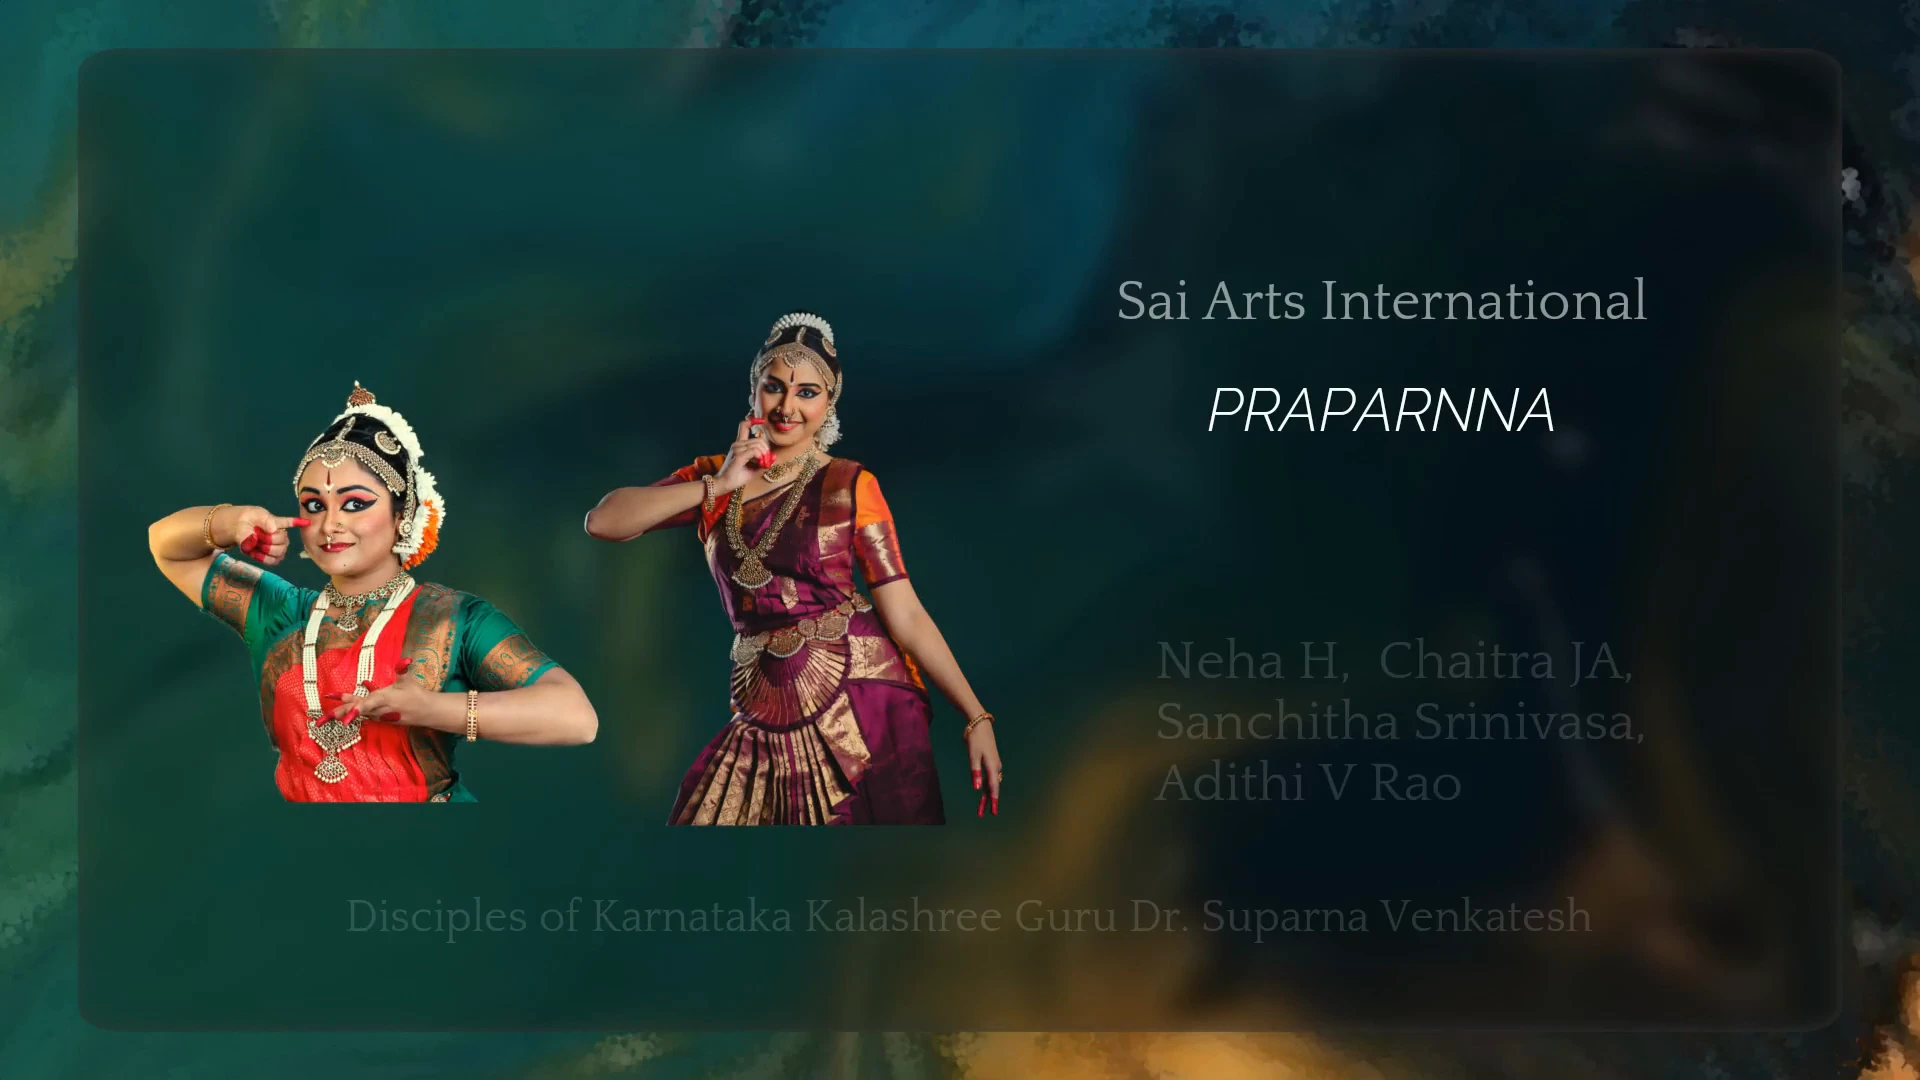 Sai Arts International
PRAPARNNA
Neha H, Chaitra JA,
Sanchitha Srinivasa,
Adithi V Rao
Disciples of Karnataka Kalashree Guru Dr. Suparna Venkatesh